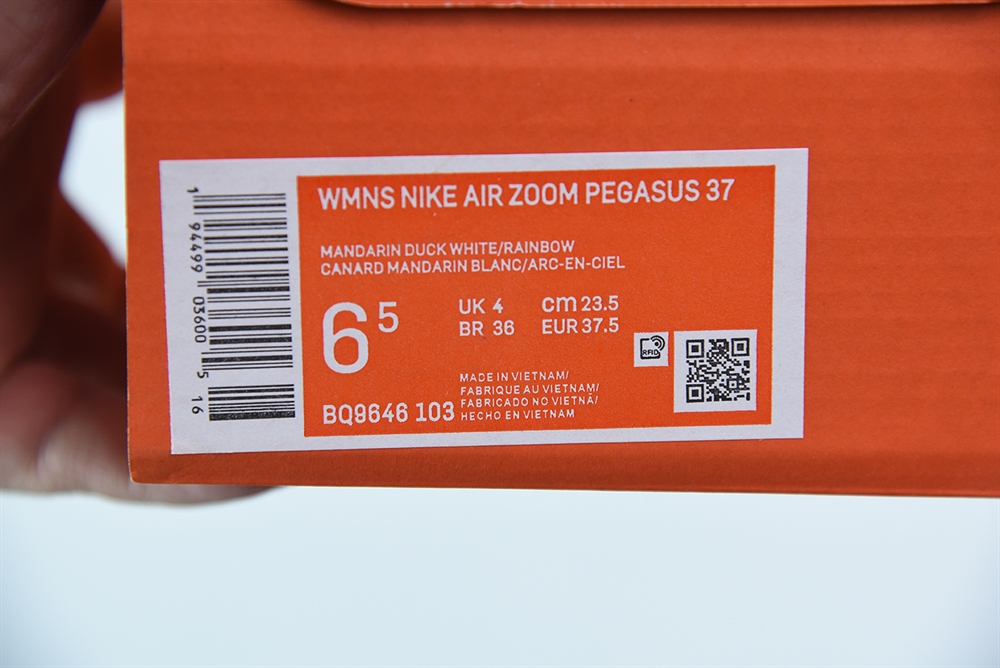 WMNS NIKE AIR ZOOM PEGASUS 37
MANDARIN DUCK WHITE/RAINBOW
CANARD MANDARIN BLANC/ARC-EN-CIEL
6 5
UK 4 cm 23.5
BR 36 EUR 37.5
RFID
MADE IN VIETNAM/
FABRIQUE AU VIETNAM/
FABRICADO NO VIETNÃ/
HECHO EN VIETNAM
BQ9646 103
1 94499 03600 5 16